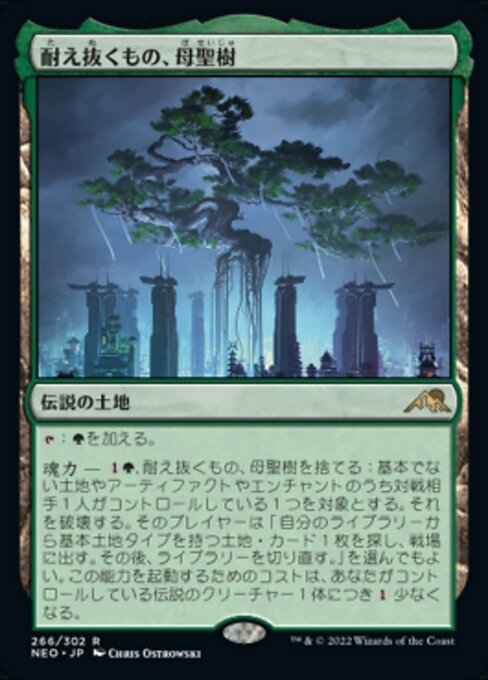 耐え抜くもの、母聖樹
伝説の土地
:を加える。
魂力 ― 1,耐え抜くもの、母聖樹を捨てる:基本でな
い土地やアーティファクトやエンチャントのうち対戦相
手1人がコントロールしている1つを対象とする。それ
を破壊する。そのプレイヤーは「自分のライブラリーから
基本土地タイプを持つ土地・カード1枚を探し、戦場
に出す。その後、ライブラリーを切り直す。」を選んでもよ
い。この能力を起動するためのコストは、あなたがコント
ロールしている伝説のクリーチャー1体につき 1 少なく
なる。
266/302 R
NEO・JP Chris Ostrowski
™ & © 2022 Wizards of the Coast